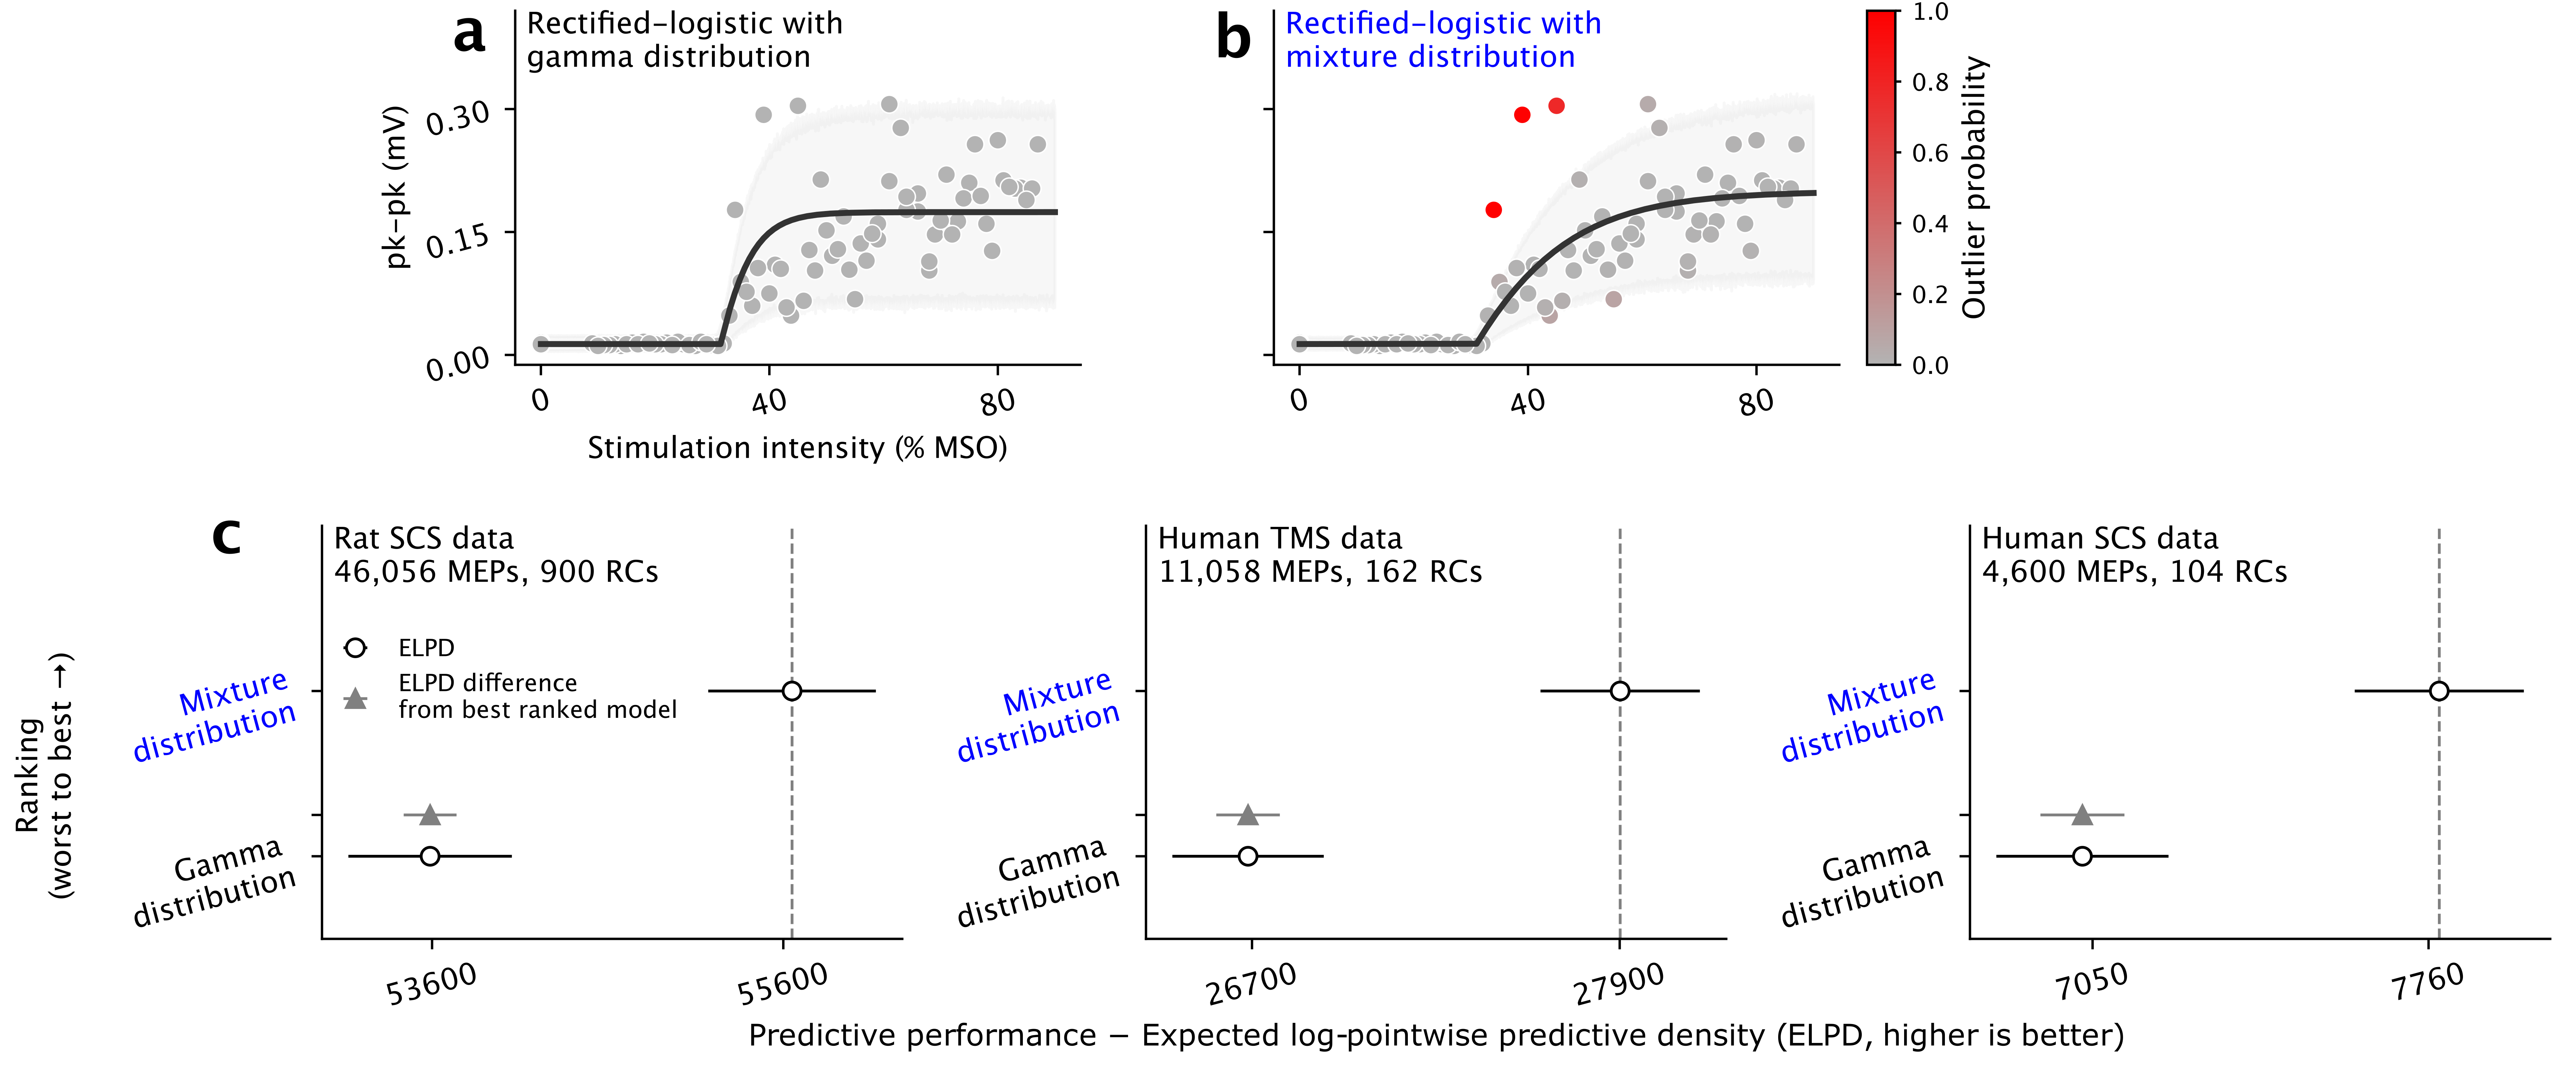 a
Rectified–logistic with
gamma distribution
pk–pk (mV)
0.30
0.15
0.00
0
40
80
Stimulation intensity (% MSO)
b
Rectified–logistic with
mixture distribution
0
40
80
1.0
0.8
0.6
0.4
0.2
0.0
Outlier probability
c
Ranking
(worst to best →)
Rat SCS data
46,056 MEPs, 900 RCs
ELPD
ELPD difference
from best ranked model
Mixture
distribution
Gamma
distribution
53600
55600
Human TMS data
11,058 MEPs, 162 RCs
Mixture
distribution
Gamma
distribution
26700
27900
Human SCS data
4,600 MEPs, 104 RCs
Mixture
distribution
Gamma
distribution
7050
7760
Predictive performance − Expected log-pointwise predictive density (ELPD, higher is better)